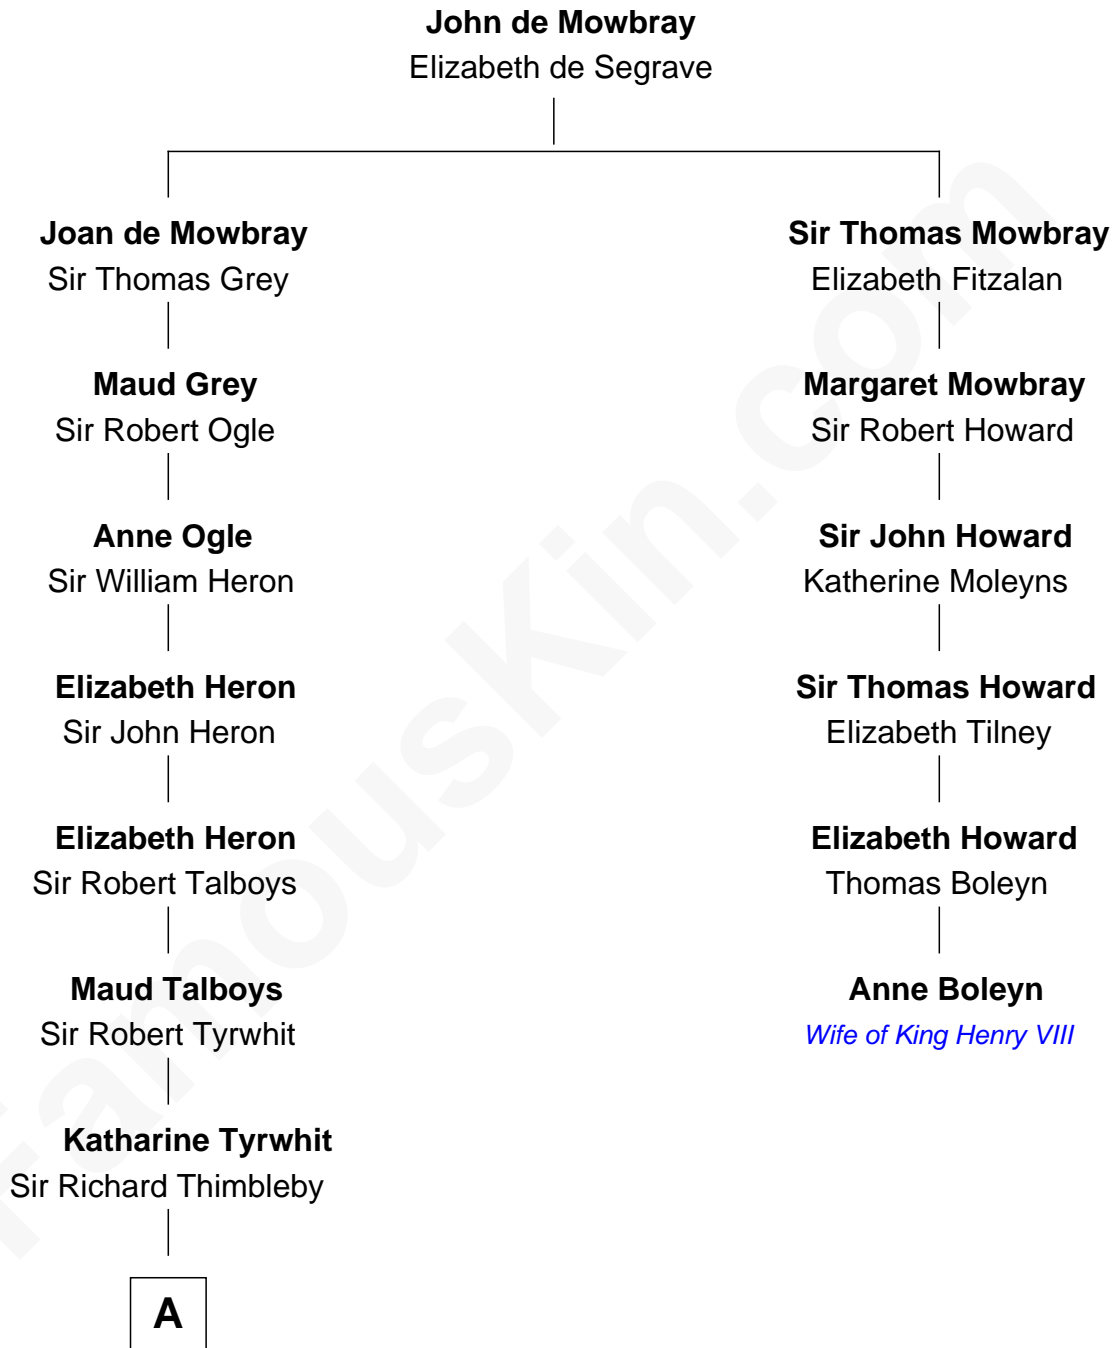 John de Mowbray
Elizabeth de Segrave
Joan de Mowbray
Sir Thomas Grey
Maud Grey
Sir Robert Ogle
Anne Ogle
Sir William Heron
Elizabeth Heron
Sir John Heron
Elizabeth Heron
Sir Robert Talboys
Maud Talboys
Sir Robert Tyrwhit
Katharine Tyrwhit
Sir Richard Thimbleby
A
Sir Thomas Mowbray
Elizabeth Fitzalan
Margaret Mowbray
Sir Robert Howard
Sir John Howard
Katherine Moleyns
Sir Thomas Howard
Elizabeth Tilney
Elizabeth Howard
Thomas Boleyn
Anne Boleyn
Wife of King Henry VIII
FamousKin.com